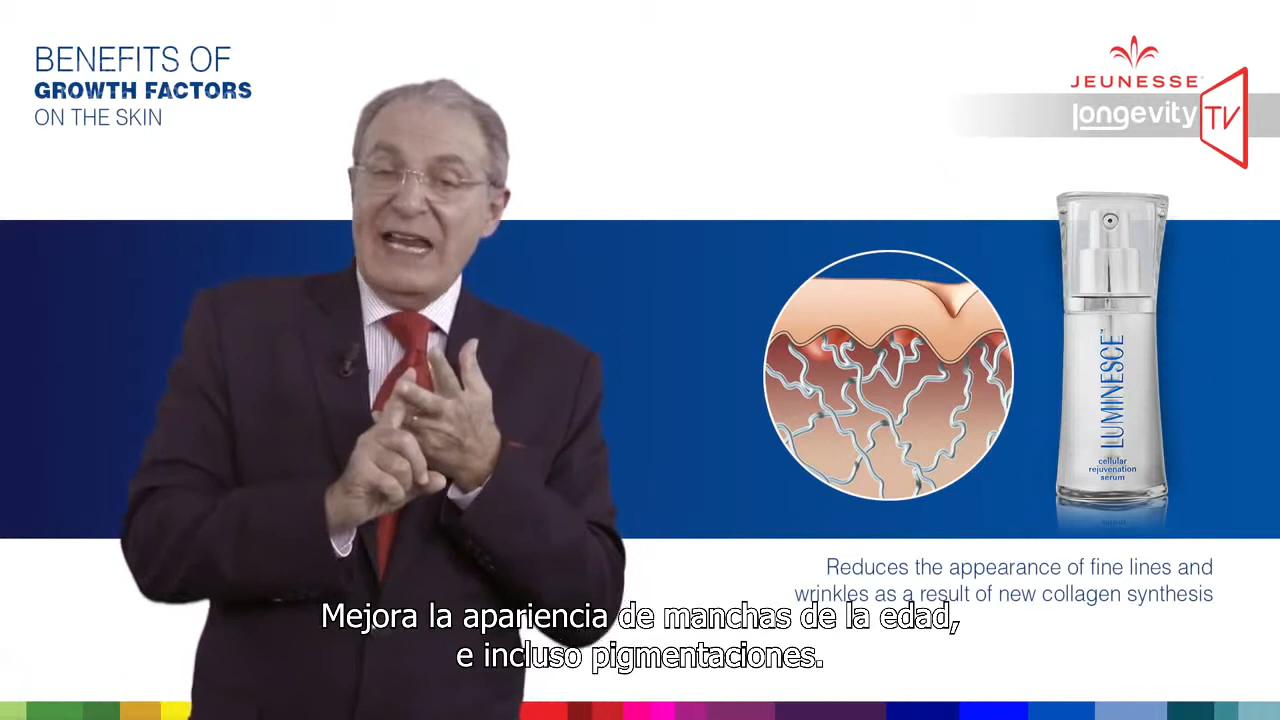 BENEFITS OF
GROWTH FACTORS
ON THE SKIN
JEUNESSE
longevity TV
LUMINESCE™
cellular
rejuvenation
serum
Reduces the appearance of fine lines and
wrinkles as a result of new collagen synthesis
Mejora la apariencia de manchas de la edad,
e incluso pigmentaciones.